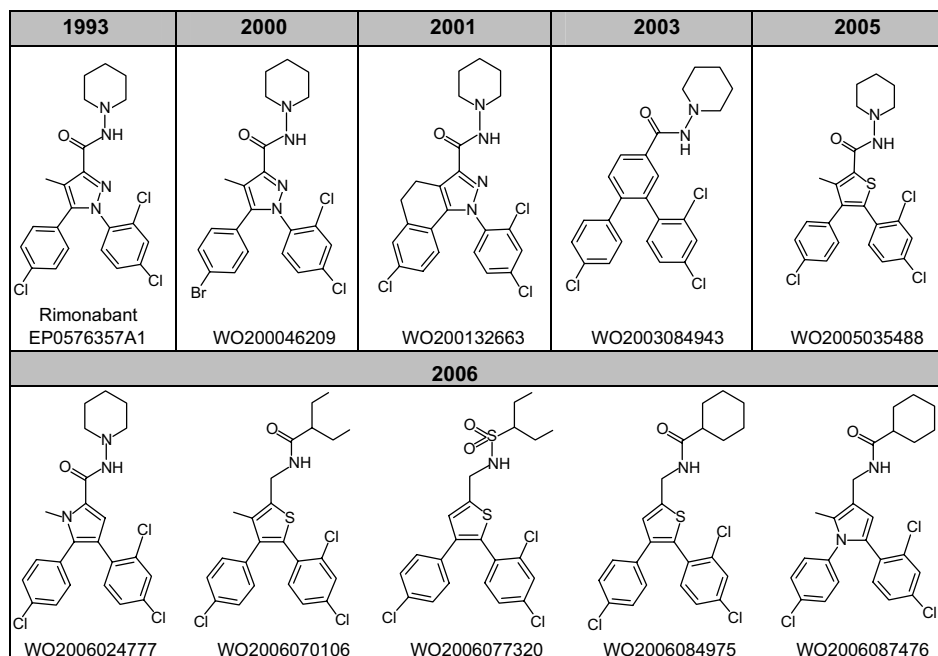 1993
2000
2001
2003
2005
N
NH
O
N
N
Cl
Cl
Cl
Rimonabant
EP0576357A1
N
NH
O
N
N
Cl
Br
Cl
WO200046209
N
NH
O
N
N
Cl
Cl
Cl
WO200132663
N
O
N
H
Cl
Cl
Cl
WO2003084943
N
NH
O
S
Cl
Cl
Cl
WO2005035488
2006
N
NH
O
N
Cl
Cl
Cl
WO2006024777
O
NH
S
Cl
Cl
Cl
WO2006070106
O
S
O
NH
S
Cl
Cl
Cl
WO2006077320
O
NH
S
Cl
Cl
Cl
WO2006084975
O
NH
N
Cl
Cl
Cl
WO2006087476